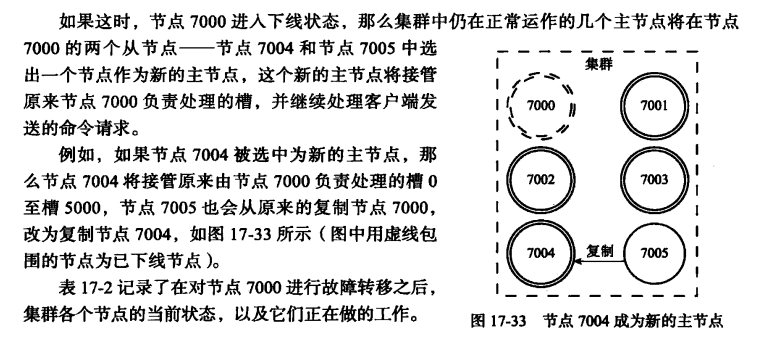 如果这时，节点 7000 进入下线状态，那么集群中仍在正常运作的几个主节点将在节点
7000 的两个从节点——节点 7004 和节点 7005 中选
出一个节点作为新的主节点，这个新的主节点将接管
原来节点 7000 负责处理的槽，并继续处理客户端发
送的命令请求。
例如，如果节点 7004 被选中为新的主节点，那
么节点 7004 将接管原来由节点 7000 负责处理的槽 0
至槽 5000，节点 7005 也会从原来的复制节点 7000，
改为复制节点 7004，如图 17-33 所示（图中用虚线包
围的节点为已下线节点）。
表 17-2 记录了在对节点 7000 进行故障转移之后，
集群各个节点的当前状态，以及它们正在做的工作。
集群
7000
7001
7002
7003
7004
复制
7005
图 17-33 节点 7004 成为新的主节点